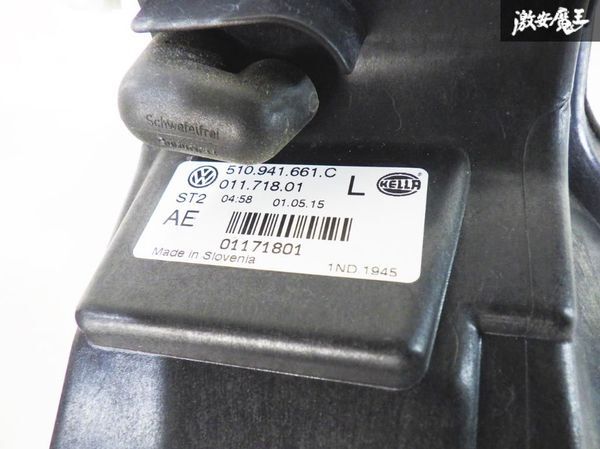 激安魔王
Schwefelfrei
510.941.661.C
011.718.01
L
HELLA
ST2 04:58 01.05.15
AE
01171801
Made in Slovenia
1ND.1945